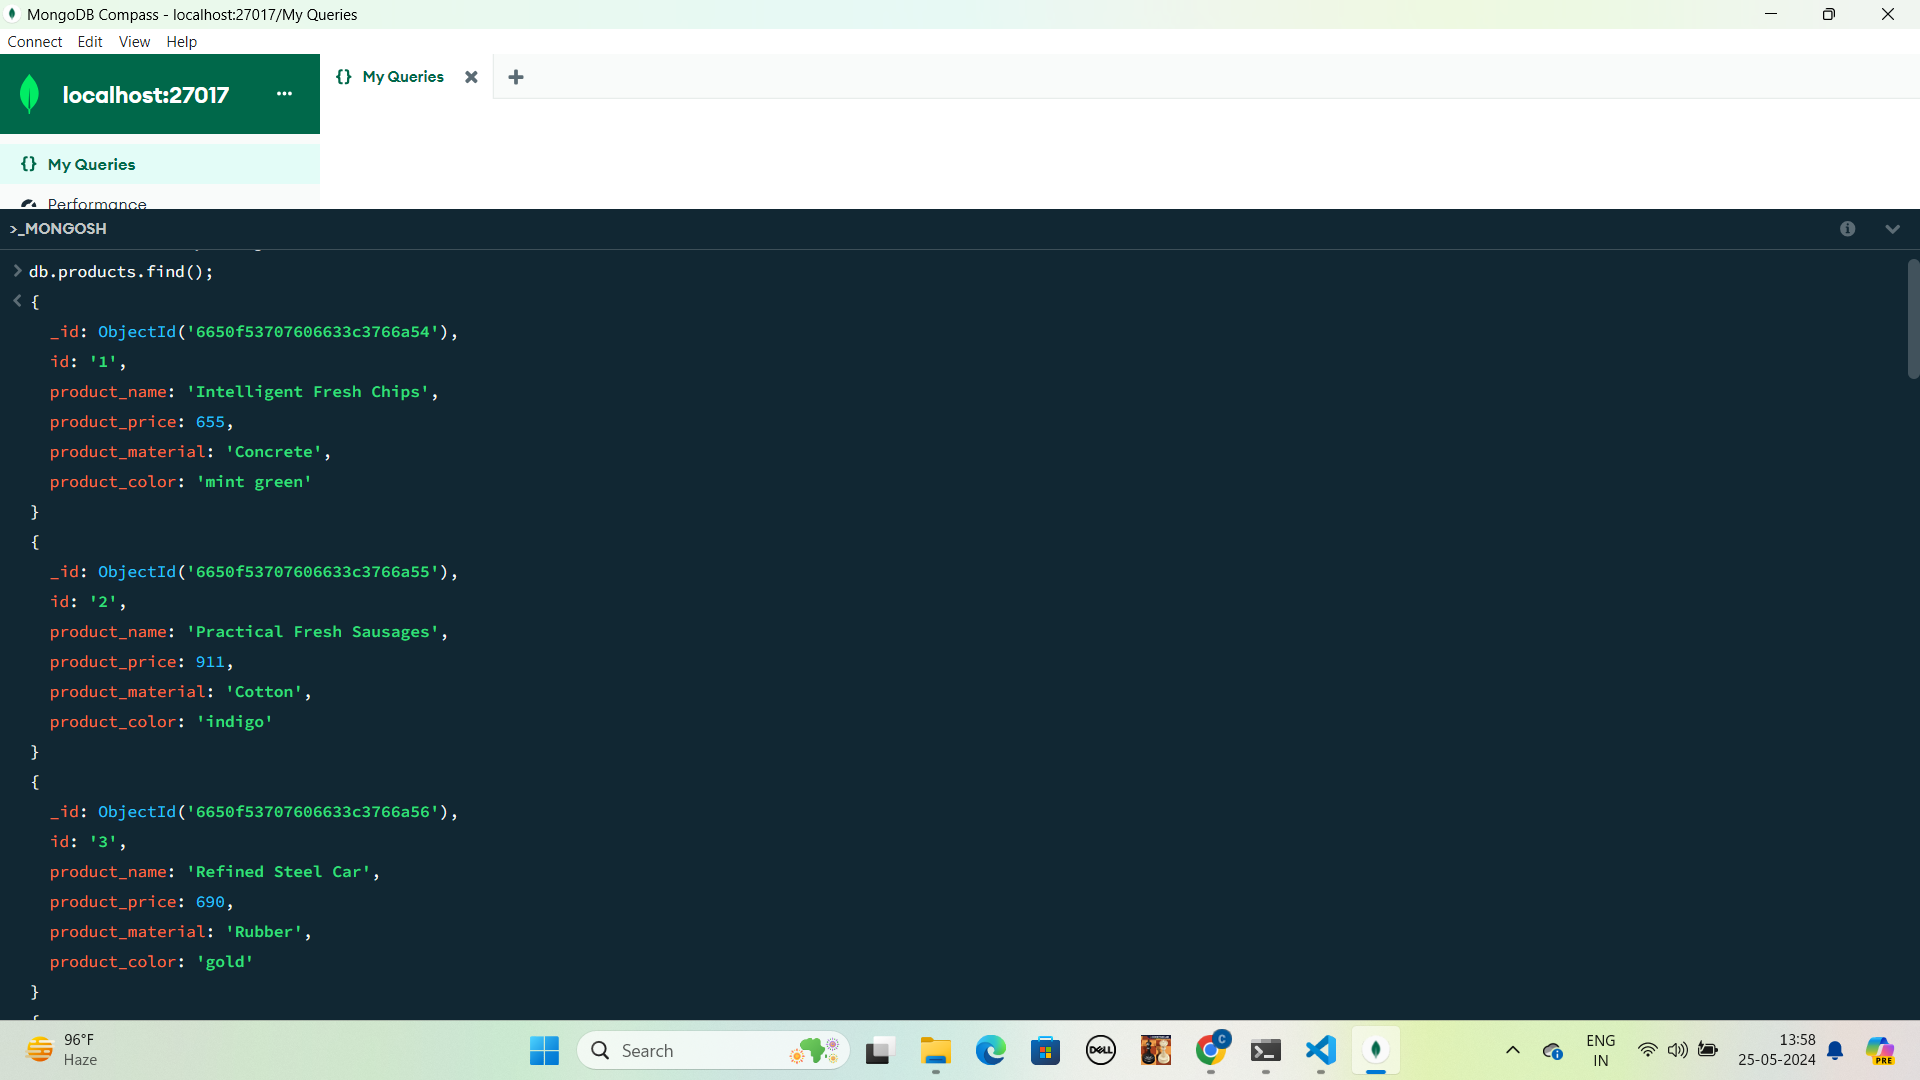 MongoDB Compass - localhost:27017/My Queries
Connect Edit View Help
localhost:27017 ...
{} My Queries
{} My Queries
Performance
>_MONGOSH
db.products.find();
{
_id: ObjectId('6650f53707606633c3766a54'),
id: '1',
product_name: 'Intelligent Fresh Chips',
product_price: 655,
product_material: 'Concrete',
product_color: 'mint green'
}
{
_id: ObjectId('6650f53707606633c3766a55'),
id: '2',
product_name: 'Practical Fresh Sausages',
product_price: 911,
product_material: 'Cotton',
product_color: 'indigo'
}
{
_id: ObjectId('6650f53707606633c3766a56'),
id: '3',
product_name: 'Refined Steel Car',
product_price: 690,
product_material: 'Rubber',
product_color: 'gold'
}
96°F
Haze
Search
DELL
C
ENG
IN
13:58
25-05-2024
PRE